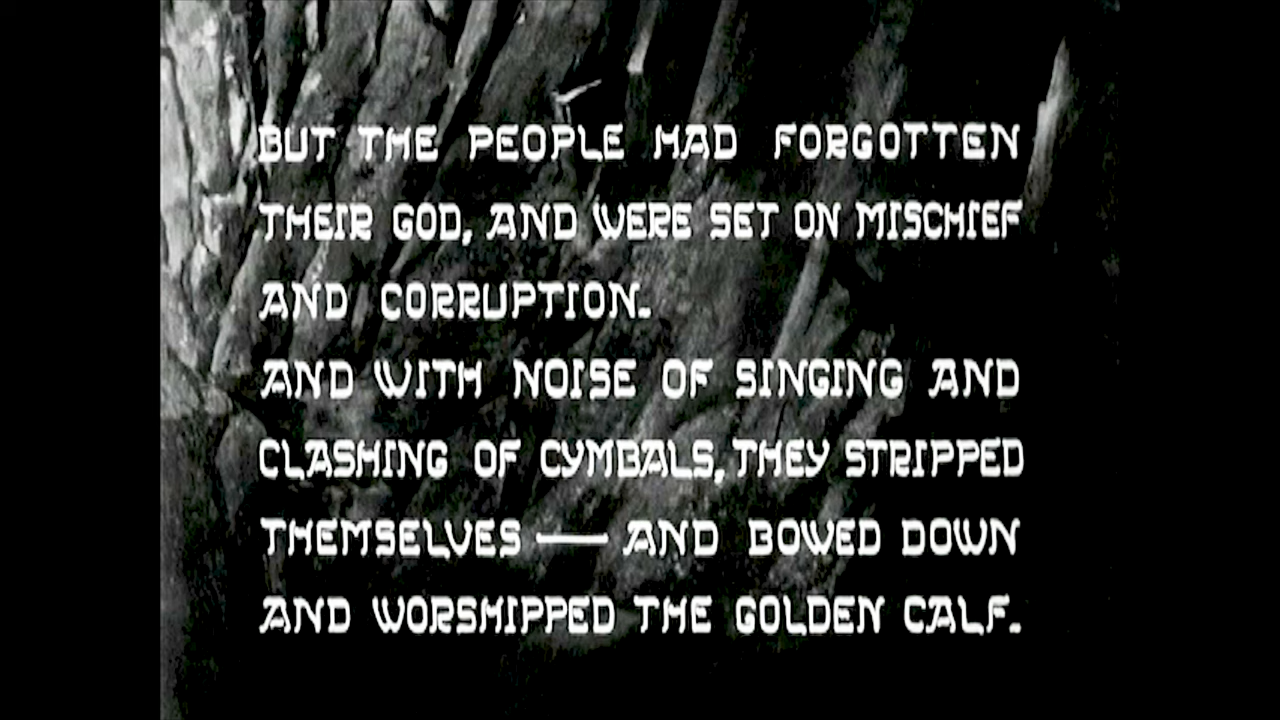 BUT THE PEOPLE HAD FORGOTTEN
THEIR GOD, AND WERE SET ON MISCHIEF
AND CORRUPTION.
AND WITH NOISE OF SINGING AND
CLASHING OF CYMBALS, THEY STRIPPED
THEMSELVES — AND BOWED DOWN
AND WORSHIPPED THE GOLDEN CALF.